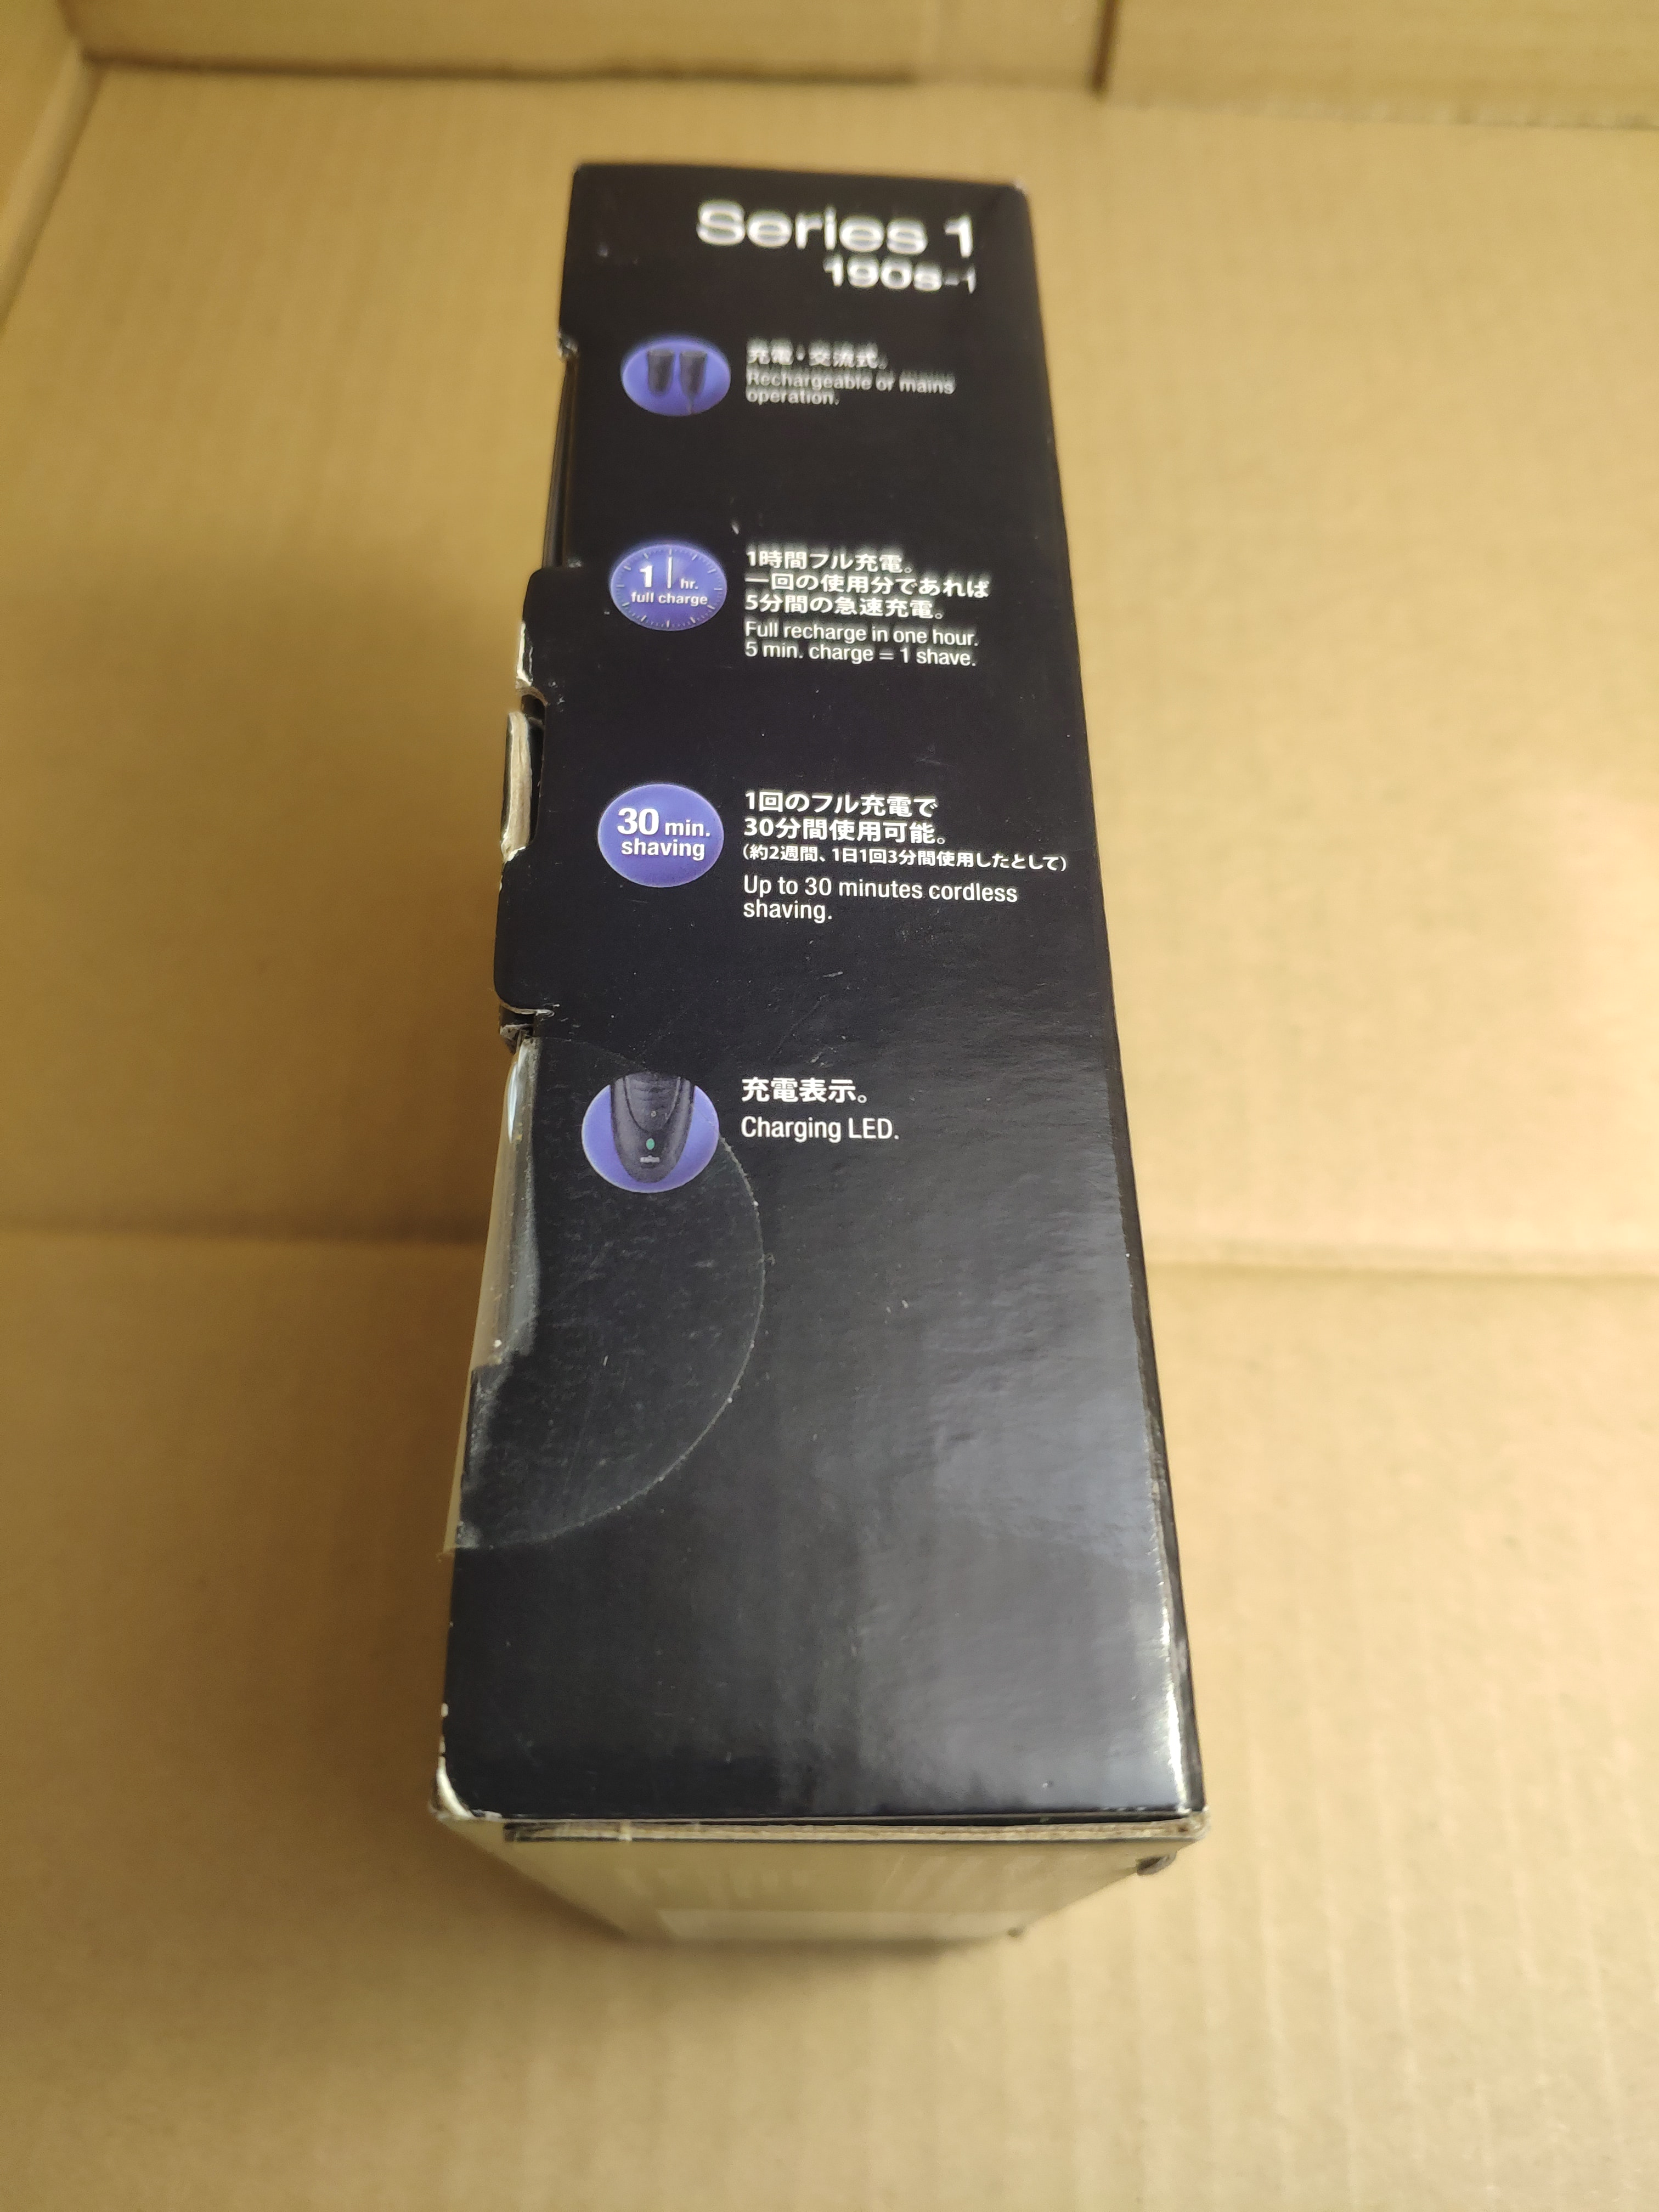 Series 1
190s-1
充電・交流式。
Rechargeable or mains
operation.
1 hr.
full charge
1時間フル充電。
一回の使用分であれば
5分間の急速充電。
Full recharge in one hour.
5 min. charge = 1 shave.
30 min.
shaving
1回のフル充電で
30分間使用可能。
(約2週間、1日1回3分間使用したとして)
Up to 30 minutes cordless
shaving.
充電表示。
Charging LED.